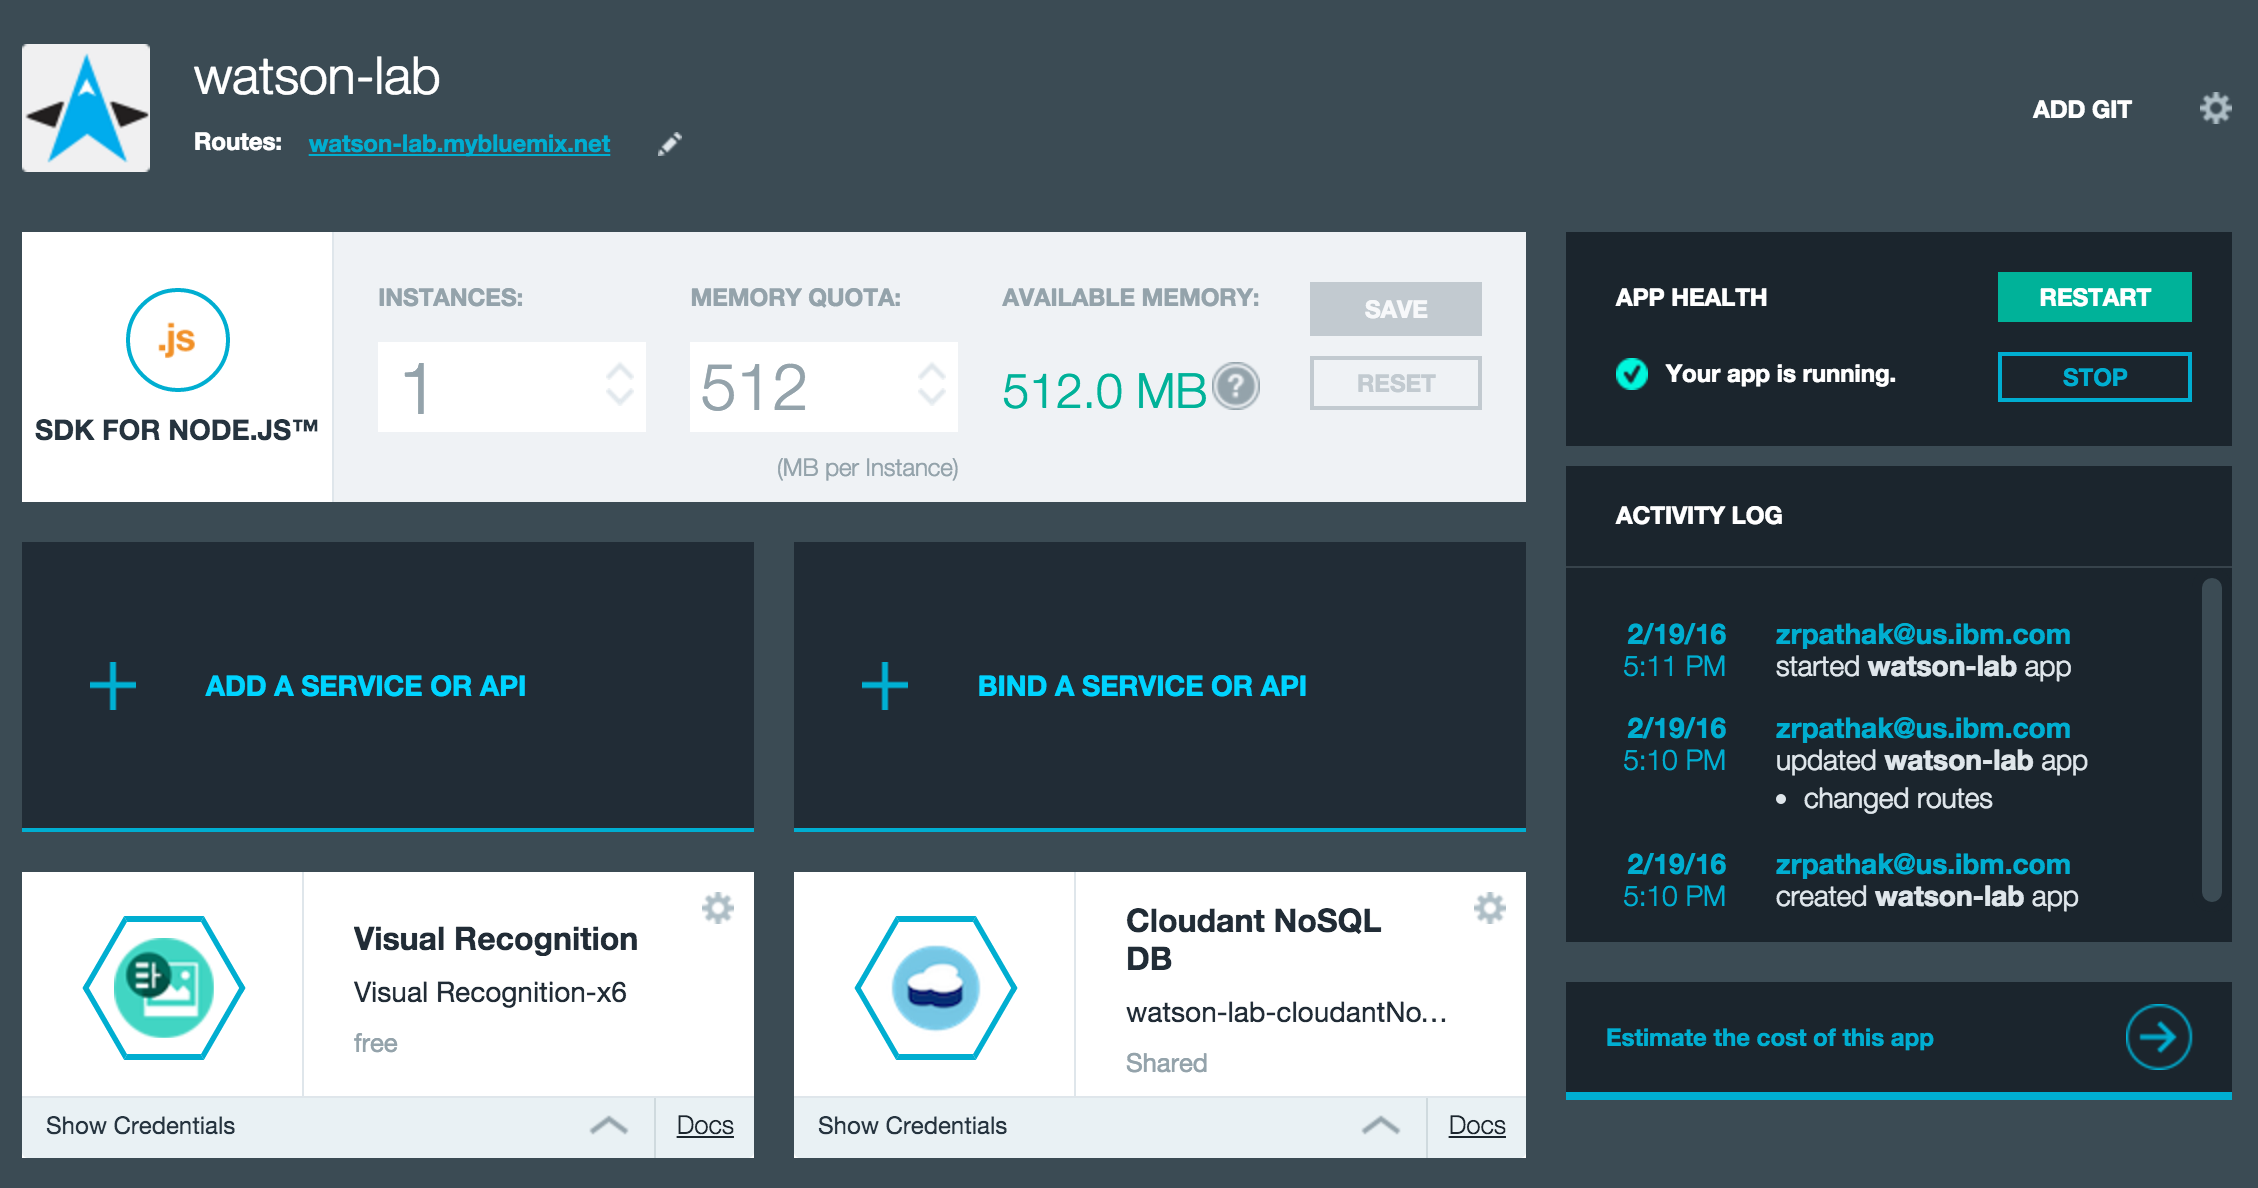 watson-lab
Routes: watson-lab.mybluemix.net
ADD GIT
.js
SDK FOR NODE.JS™
INSTANCES:
1
MEMORY QUOTA:
512
(MB per Instance)
AVAILABLE MEMORY:
512.0 MB ?
SAVE
RESET
APP HEALTH
RESTART
Your app is running.
STOP
ACTIVITY LOG
2/19/16 zrpathak@us.ibm.com
5:11 PM started watson-lab app
2/19/16 zrpathak@us.ibm.com
5:10 PM updated watson-lab app
• changed routes
2/19/16 zrpathak@us.ibm.com
5:10 PM created watson-lab app
ADD A SERVICE OR API
BIND A SERVICE OR API
Visual Recognition
Visual Recognition-x6
free
Show Credentials
Docs
Cloudant NoSQL
DB
watson-lab-cloudantNo...
Shared
Show Credentials
Docs
Estimate the cost of this app